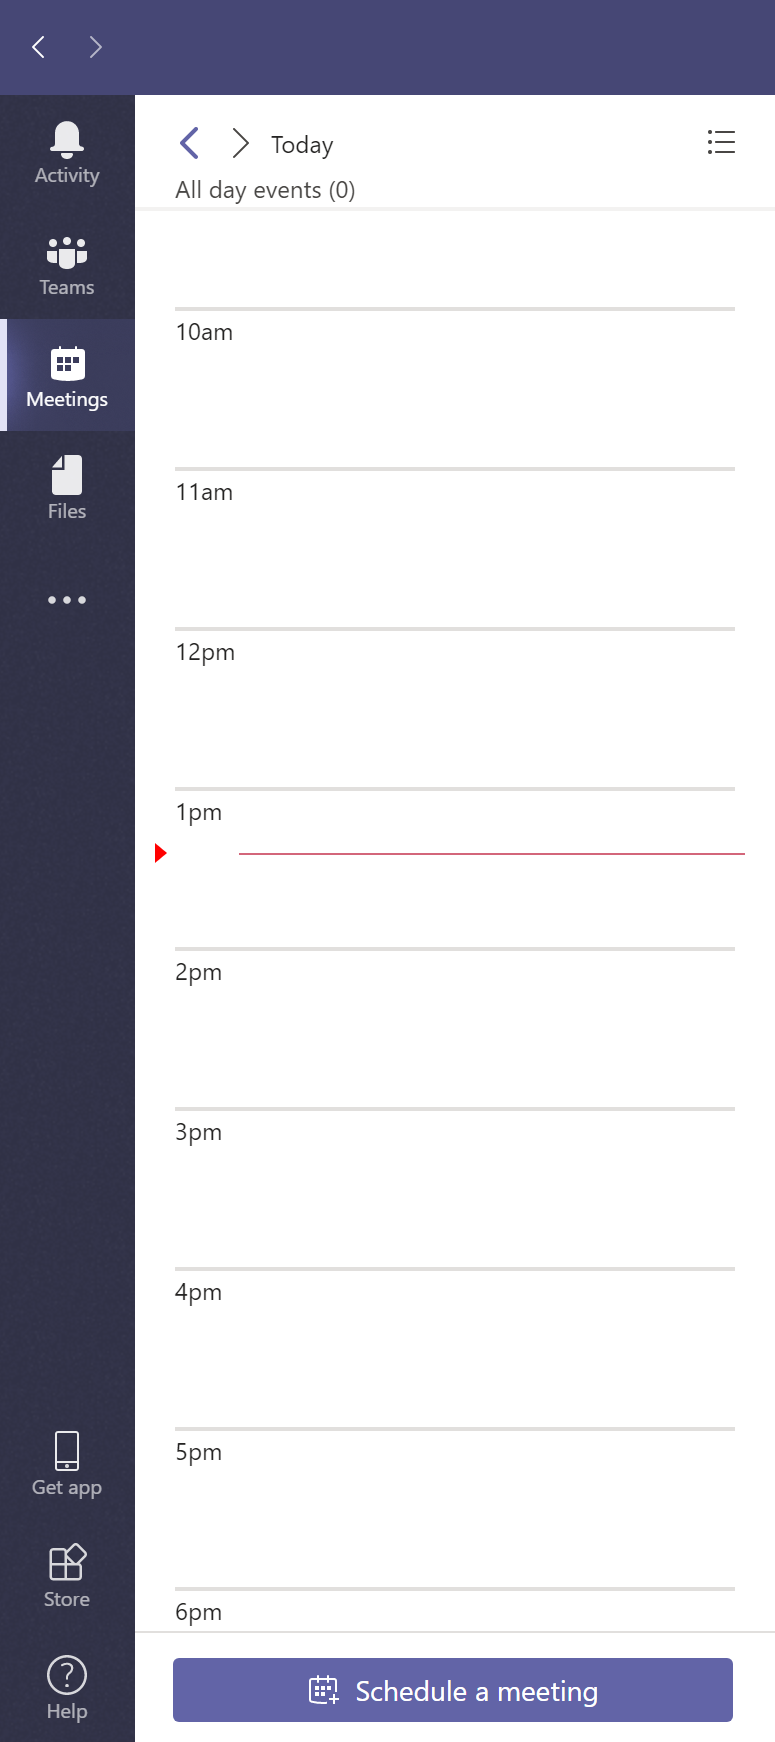 Activity
Teams
Meetings
Files
Get app
Store
Help
Today
All day events (0)
10am
11am
12pm
1pm
2pm
3pm
4pm
5pm
6pm
Schedule a meeting